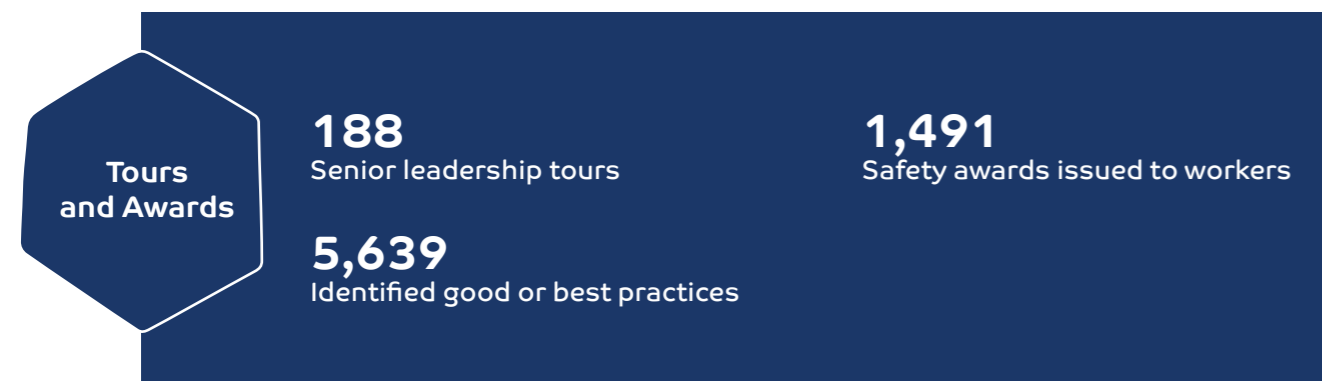 Tours
and Awards
188
Senior leadership tours
1,491
Safety awards issued to workers
5,639
Identified good or best practices